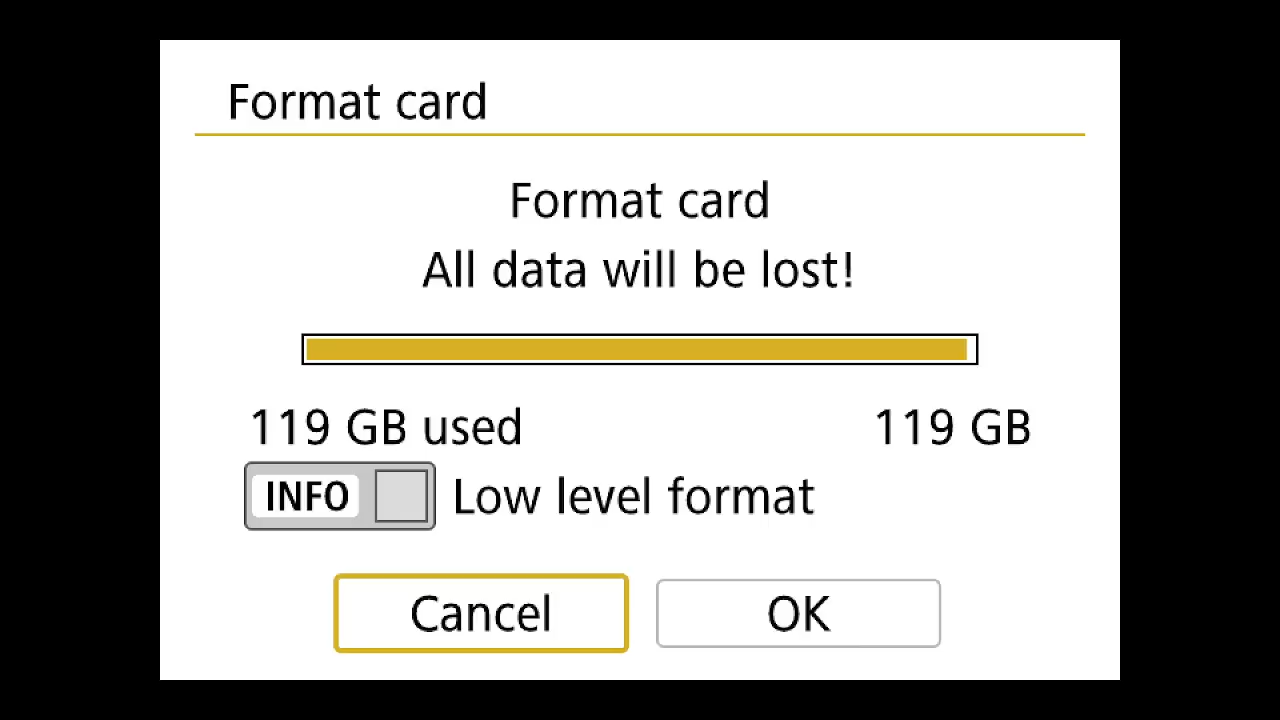 Format card
Format card
All data will be lost!
119 GB used 119 GB
INFO Low level format
Cancel OK